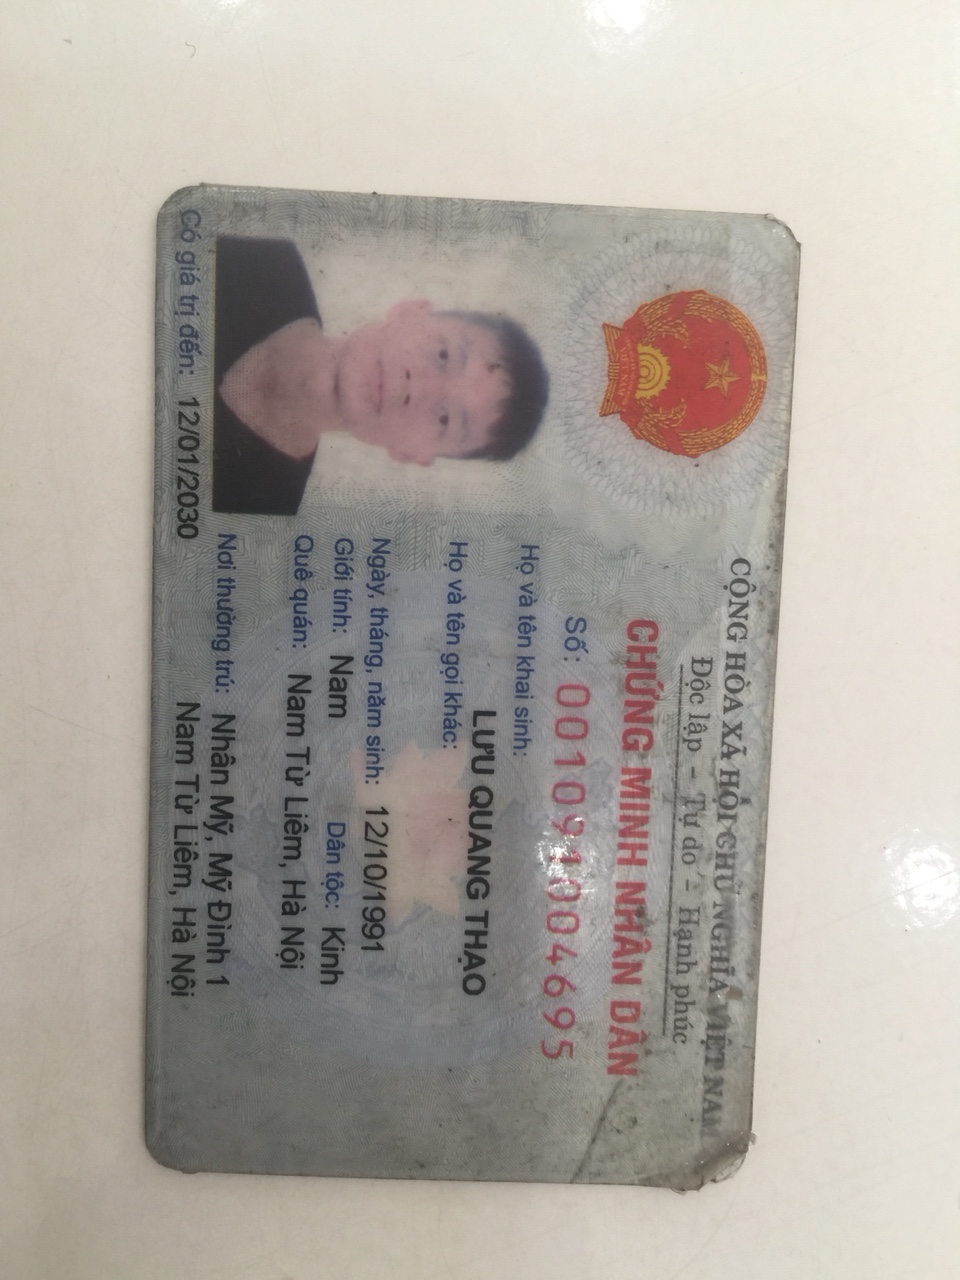 CỘNG HÒA XÃ HỘI CHỦ NGHĨA VIỆT NAM
Độc lập - Tự do - Hạnh phúc
CHỨNG MINH NHÂN DÂN
Số: 001091004695
Họ và tên khai sinh:
LƯU QUANG THẠO
Họ và tên gọi khác:
Ngày, tháng, năm sinh: 12/10/1991
Giới tính: Nam Dân tộc: Kinh
Quê quán: Nam Từ Liêm, Hà Nội
Nơi thường trú: Nhân Mỹ, Mỹ Đình 1
Nam Từ Liêm, Hà Nội
Có giá trị đến: 12/01/2030
VIỆT NAM